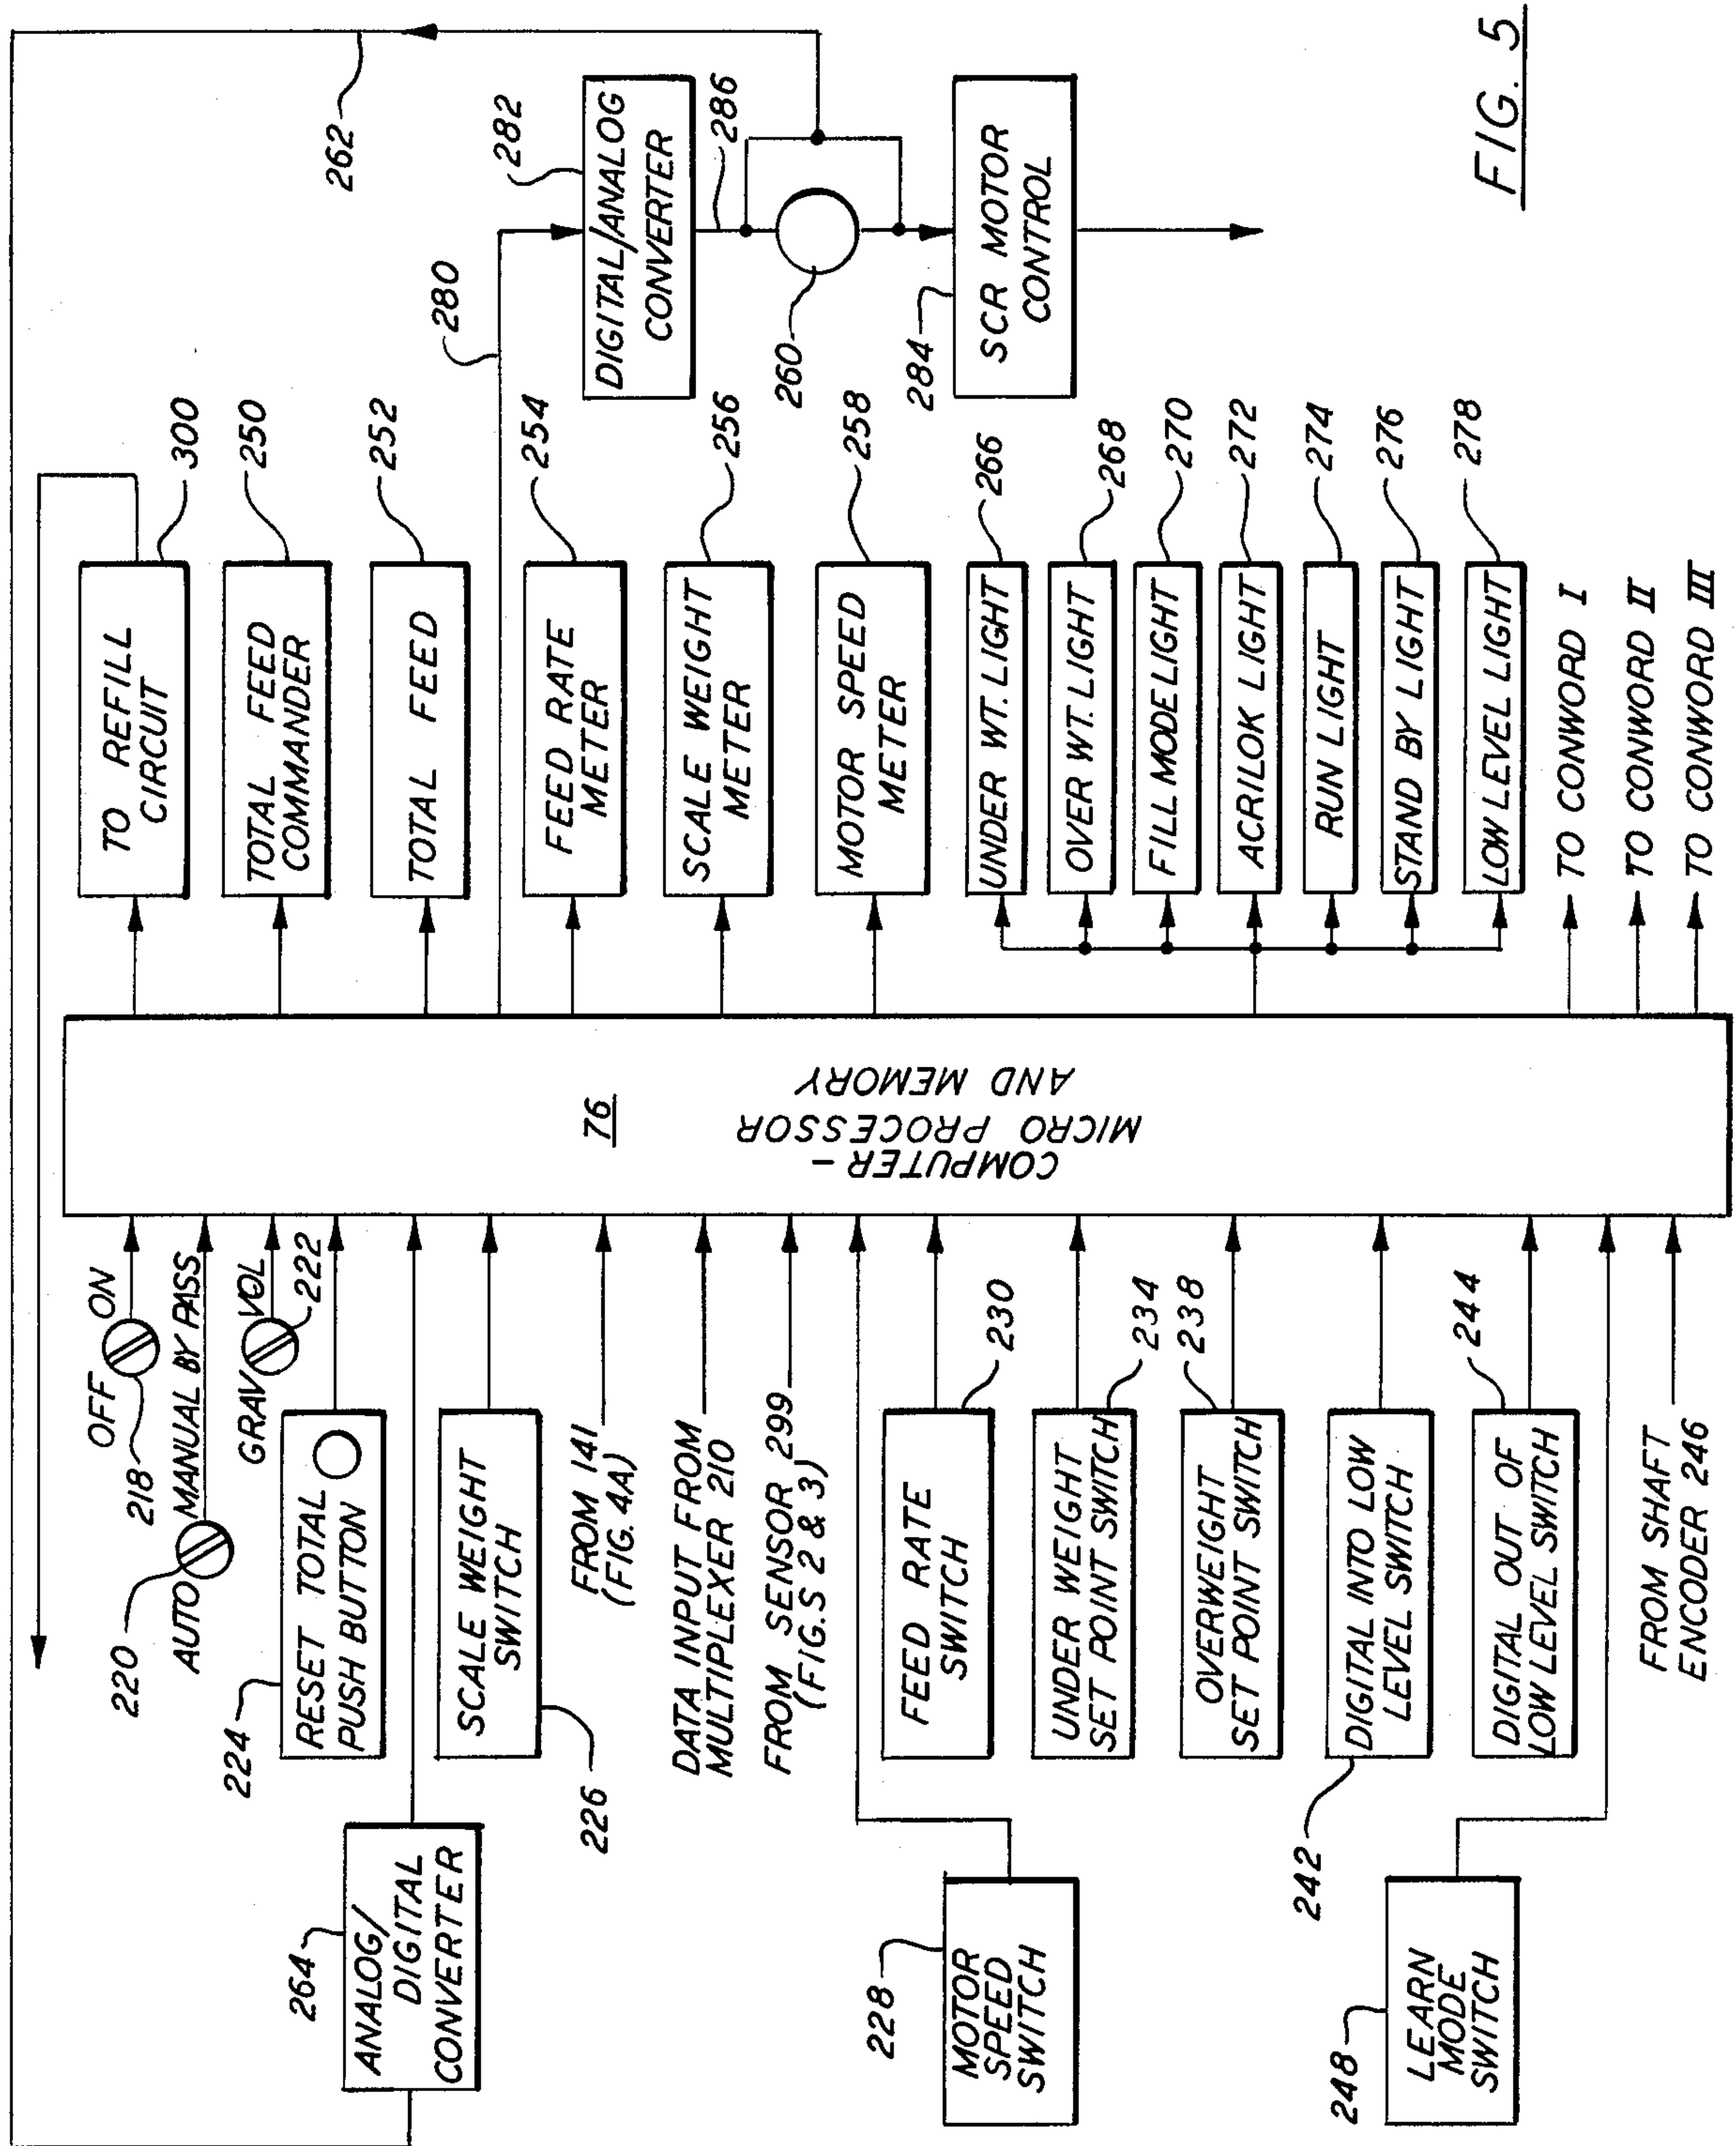 262
282
DIGITAL/ANALOG
CONVERTER
286
280
260
284
SCR MOTOR
CONTROL
FIG. 5
TO REFILL
CIRCUIT
300
TOTAL FEED
COMMANDER
250
TOTAL FEED
252
FEED RATE
METER
254
SCALE WEIGHT
METER
256
MOTOR SPEED
METER
258
UNDER WT. LIGHT
266
OVER WT. LIGHT
268
FILL MODE LIGHT
270
ACRILOK LIGHT
272
RUN LIGHT
274
STAND BY LIGHT
276
LOW LEVEL LIGHT
278
TO CONWORD I
TO CONWORD II
TO CONWORD III
76
COMPUTER -
MICRO PROCESSOR
AND MEMORY
OFF ON
218
AUTO MANUAL BY PASS
220
GRAV VOL
222
224
RESET TOTAL
PUSH BUTTON
SCALE WEIGHT
SWITCH
226
264
ANALOG/
DIGITAL
CONVERTER
FROM 141
(FIG. 4A)
DATA INPUT FROM
MULTIPLEXER 210
FROM SENSOR 299
(FIG.S 2 & 3)
228
MOTOR
SPEED
SWITCH
FEED RATE
SWITCH
230
UNDER WEIGHT
SET POINT SWITCH
234
OVERWEIGHT
SET POINT SWITCH
238
DIGITAL INTO LOW
LEVEL SWITCH
242
DIGITAL OUT OF
LOW LEVEL SWITCH
244
248
LEARN
MODE
SWITCH
FROM SHAFT
ENCODER 246